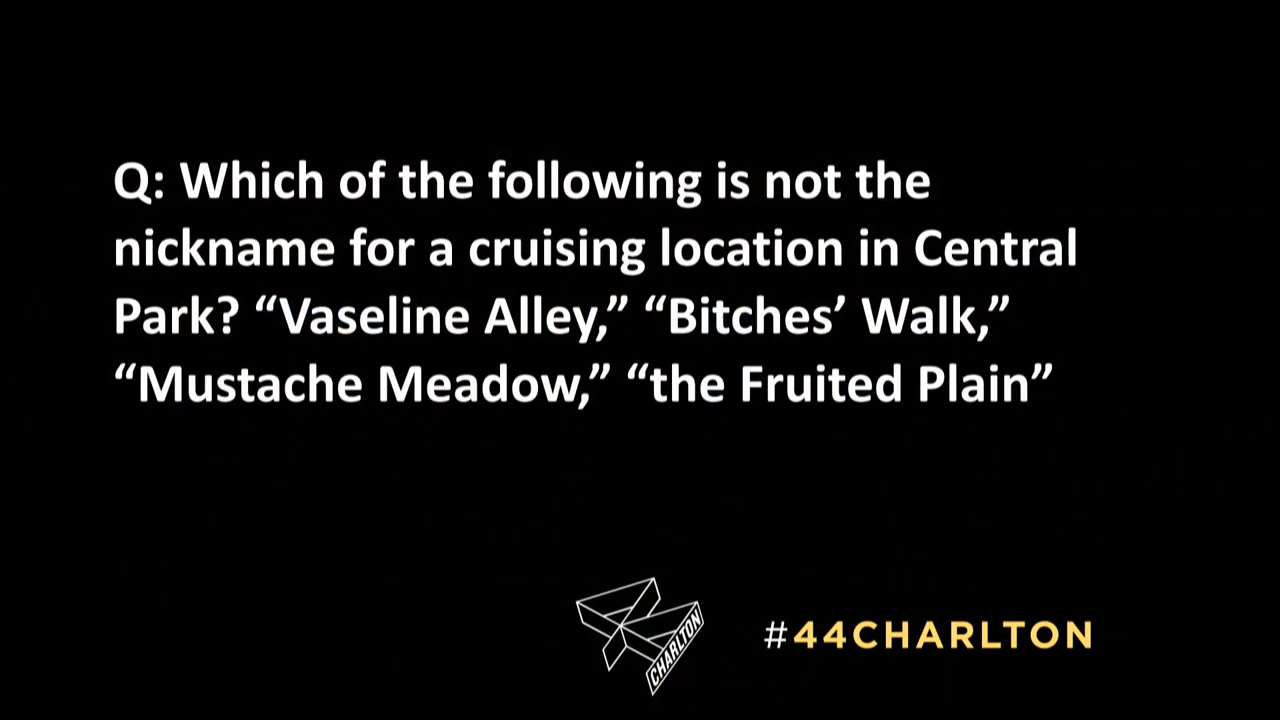 Q: Which of the following is not the
nickname for a cruising location in Central
Park? “Vaseline Alley,” “Bitches’ Walk,”
“Mustache Meadow,” “the Fruited Plain”
CHARLTON
#44CHARLTON